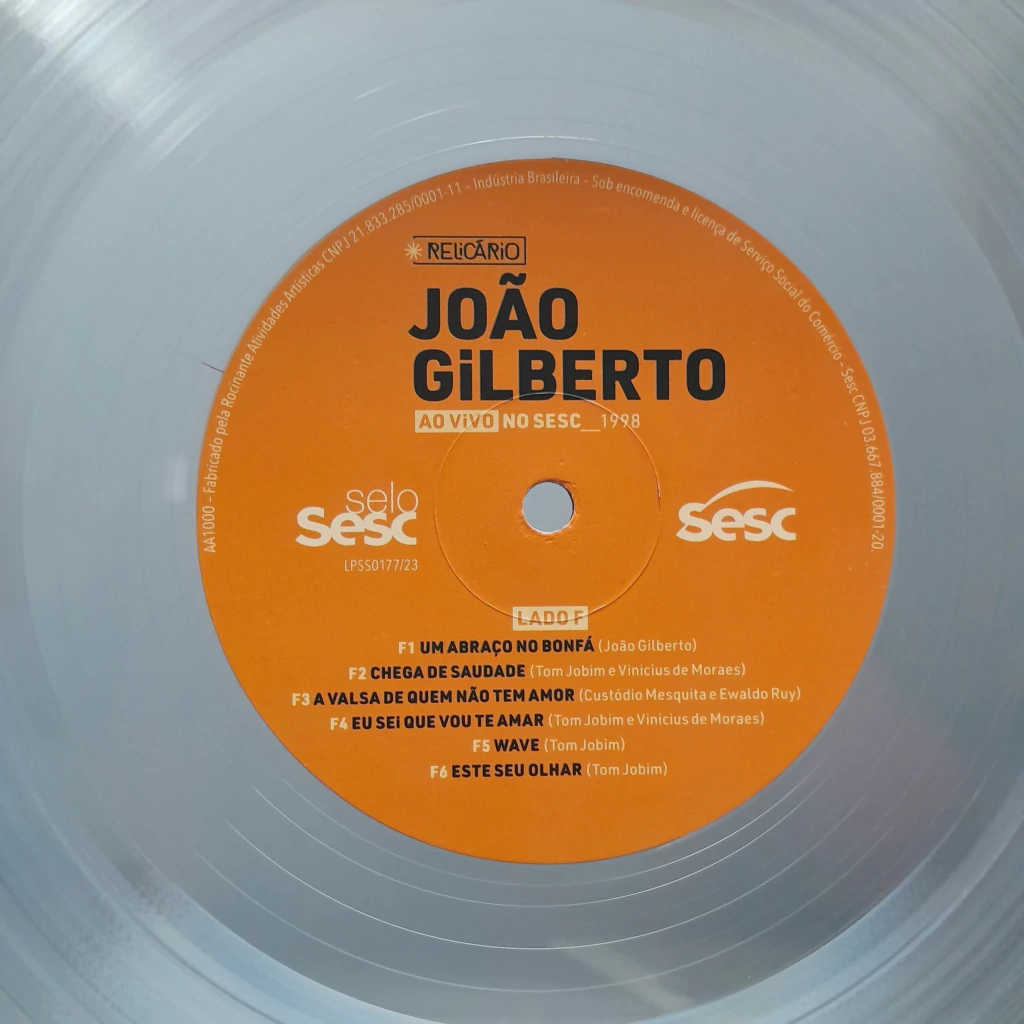 AA1000 - Fabricado pela Rocinante Atividades Artísticas CNPJ 21.833.285/0001 11 - Indústria Brasileira - Sob encomenda e licença de Serviço Social do Comércio - Sesc CNPJ 03.667.884/0001-20.
RELiCÁRiO
JOÃO
GiLBERTO
AO ViVO NO SESC__1998
selo
Sesc
LPSS0177/23
Sesc
LADO F
F1 UM ABRAÇO NO BONFÁ (João Gilberto)
F2 CHEGA DE SAUDADE (Tom Jobim e Vinicius de Moraes)
F3 A VALSA DE QUEM NÃO TEM AMOR (Custódio Mesquita e Ewaldo Ruy)
F4 EU SEi QUE VOU TE AMAR (Tom Jobim e Vinicius de Moraes)
F5 WAVE (Tom Jobim)
F6 ESTE SEU OLHAR (Tom Jobim)